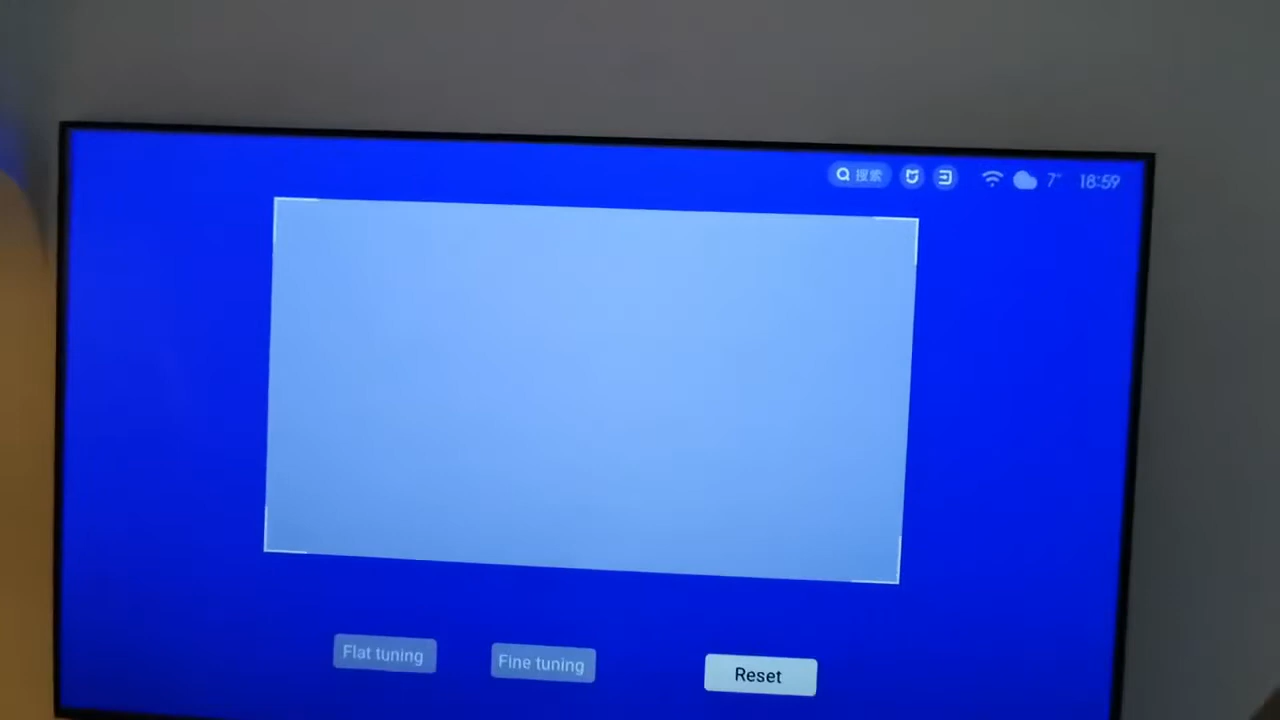 搜索
7°
18:59
Flat tuning
Fine tuning
Reset